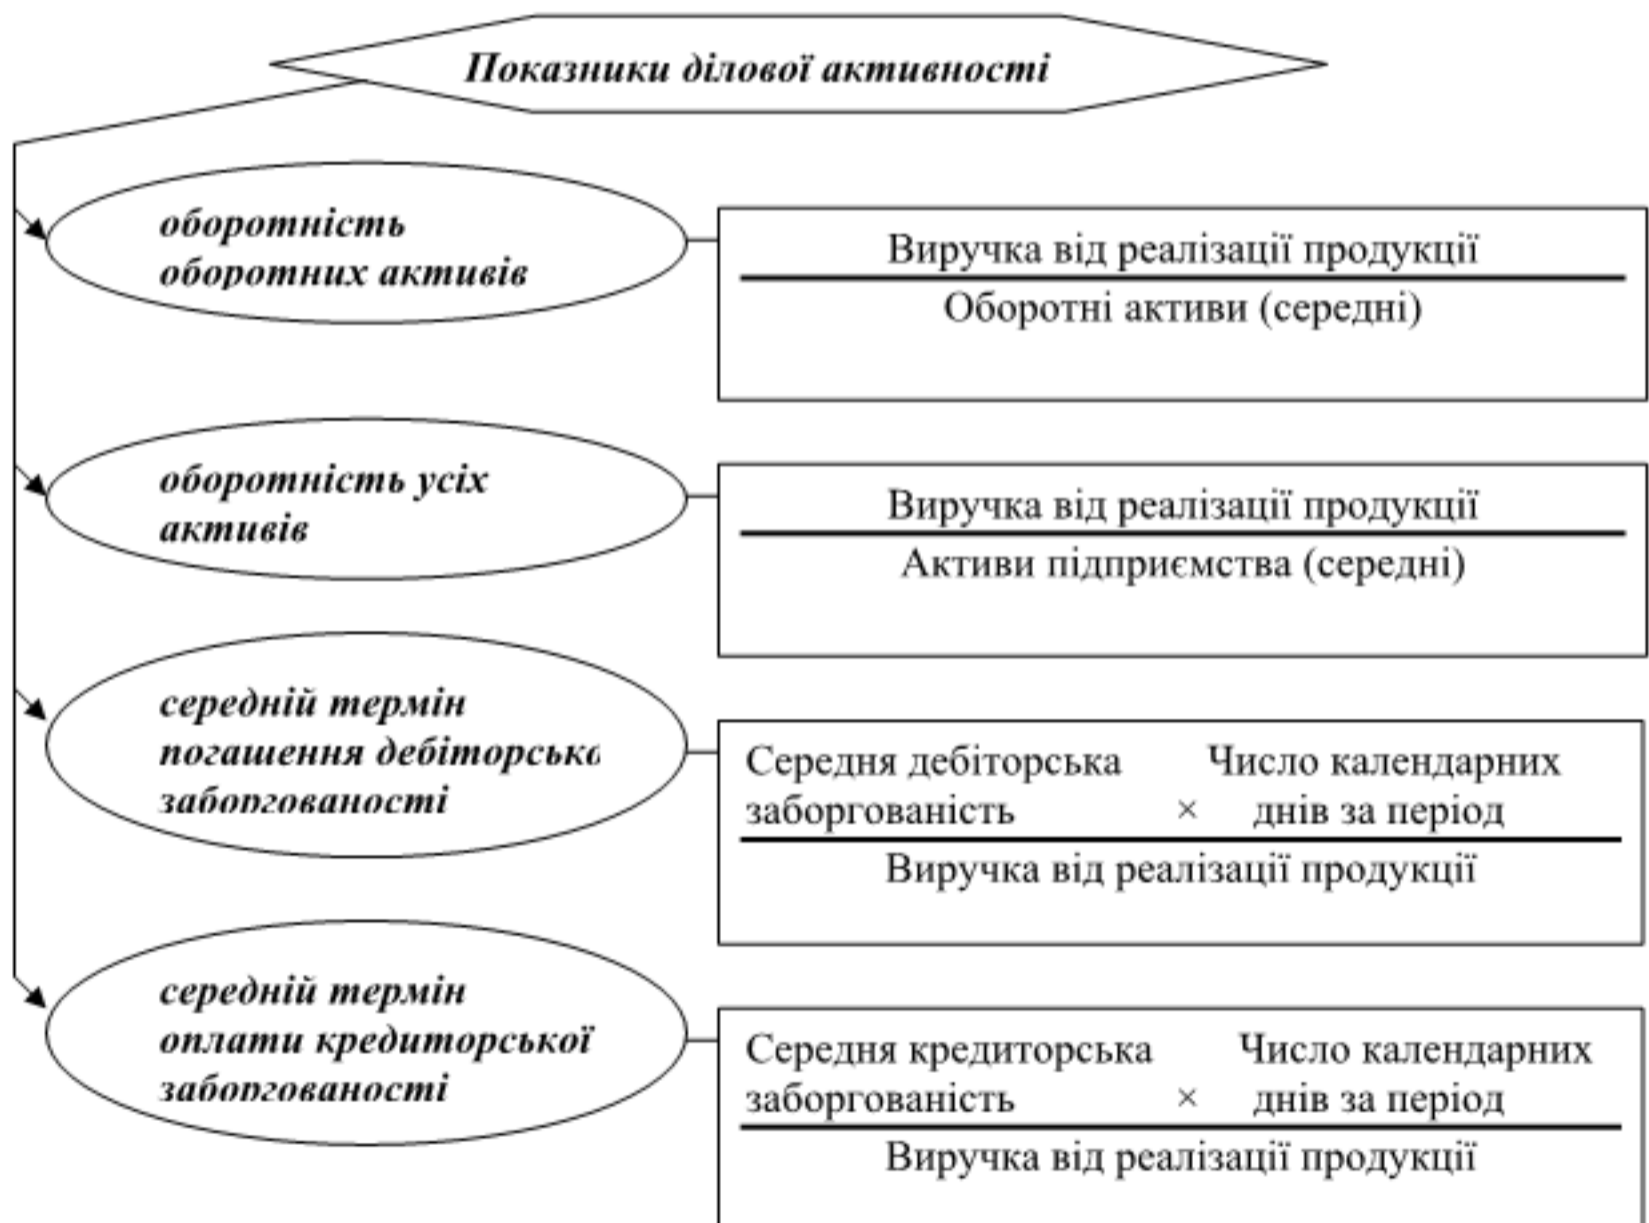 Показники ділової активності
оборотність
оборотних активів
Виручка від реалізації продукції
Оборотні активи (середні)
оборотність усіх
активів
Виручка від реалізації продукції
Активи підприємства (середні)
середній термін
погашення дебіторсько
заборгованості
Середня дебіторська Число календарних
заборгованість × днів за період
Виручка від реалізації продукції
середній термін
оплати кредиторської
заборгованості
Середня кредиторська Число календарних
заборгованість × днів за період
Виручка від реалізації продукції